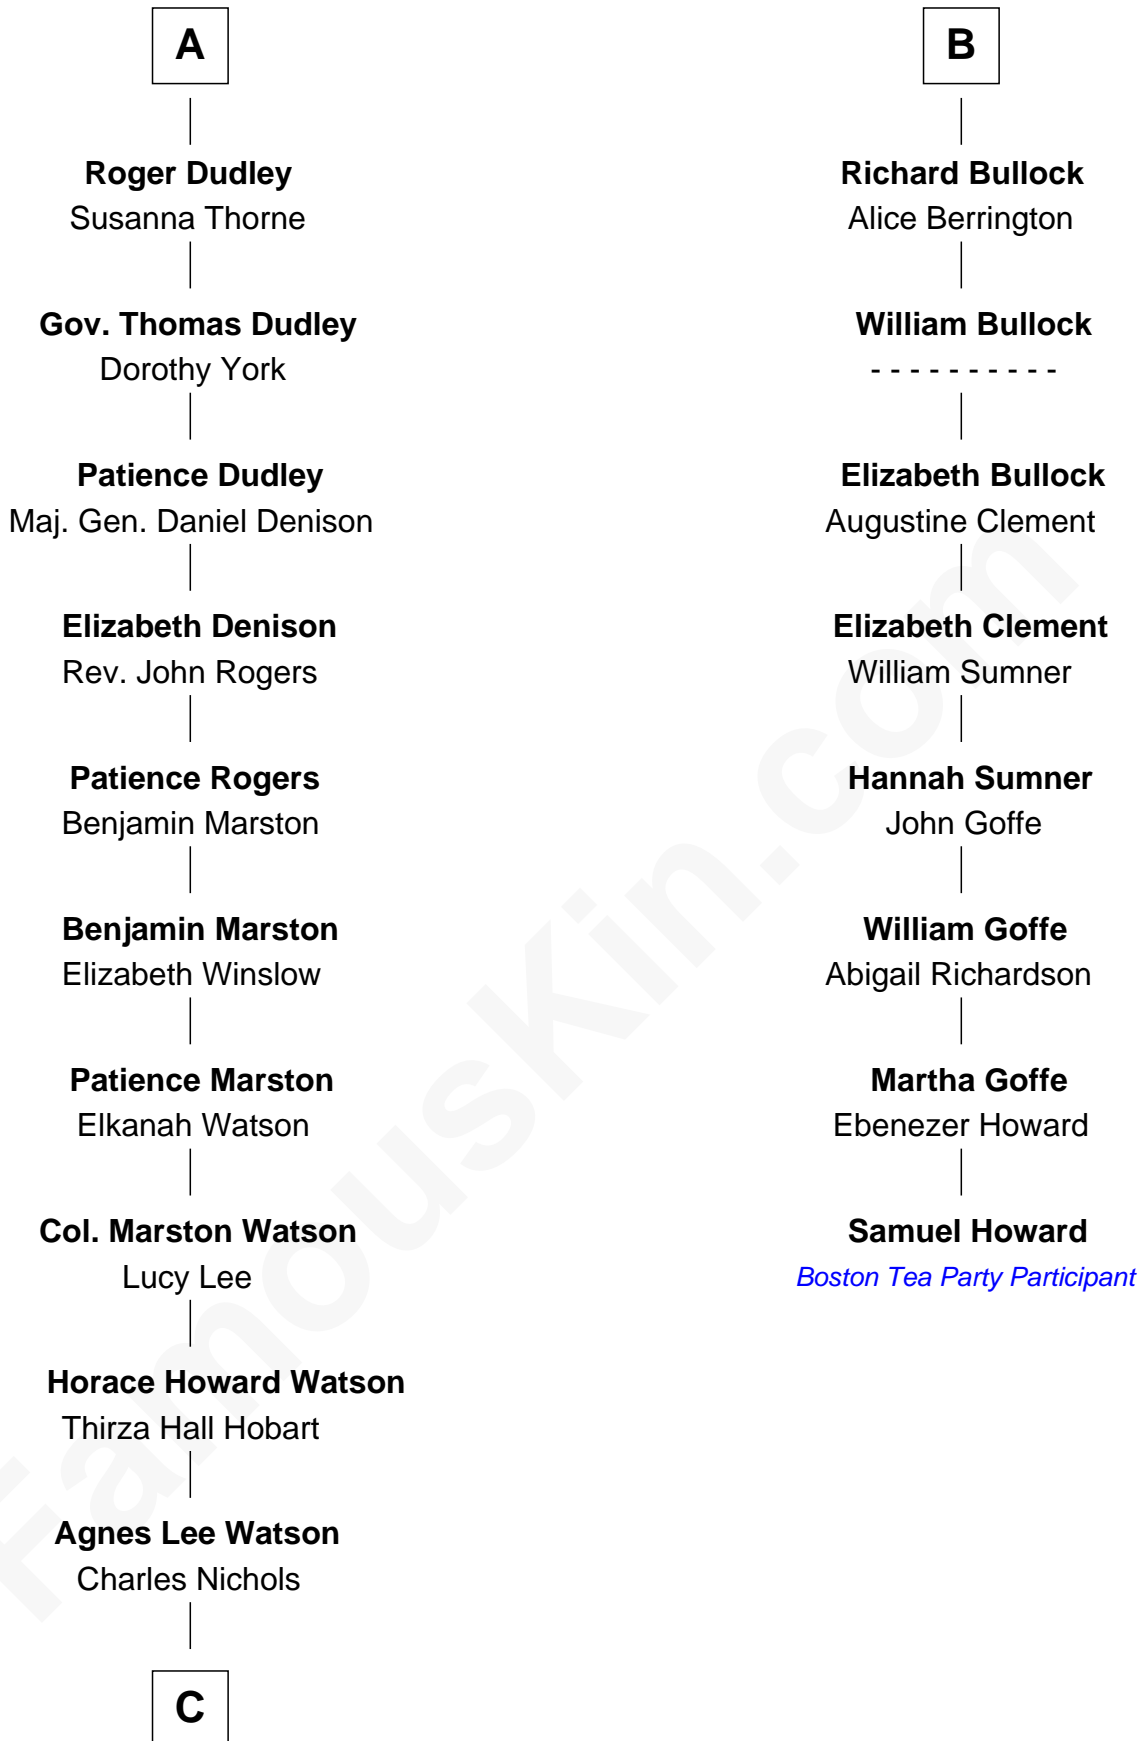 A
Roger Dudley
Susanna Thorne
Gov. Thomas Dudley
Dorothy York
Patience Dudley
Maj. Gen. Daniel Denison
Elizabeth Denison
Rev. John Rogers
Patience Rogers
Benjamin Marston
Benjamin Marston
Elizabeth Winslow
Patience Marston
Elkanah Watson
Col. Marston Watson
Lucy Lee
Horace Howard Watson
Thirza Hall Hobart
Agnes Lee Watson
Charles Nichols
C
B
Richard Bullock
Alice Berrington
William Bullock
- - - - - - - - - -
Elizabeth Bullock
Augustine Clement
Elizabeth Clement
William Sumner
Hannah Sumner
John Goffe
William Goffe
Abigail Richardson
Martha Goffe
Ebenezer Howard
Samuel Howard
Boston Tea Party Participant
FamousKin.com